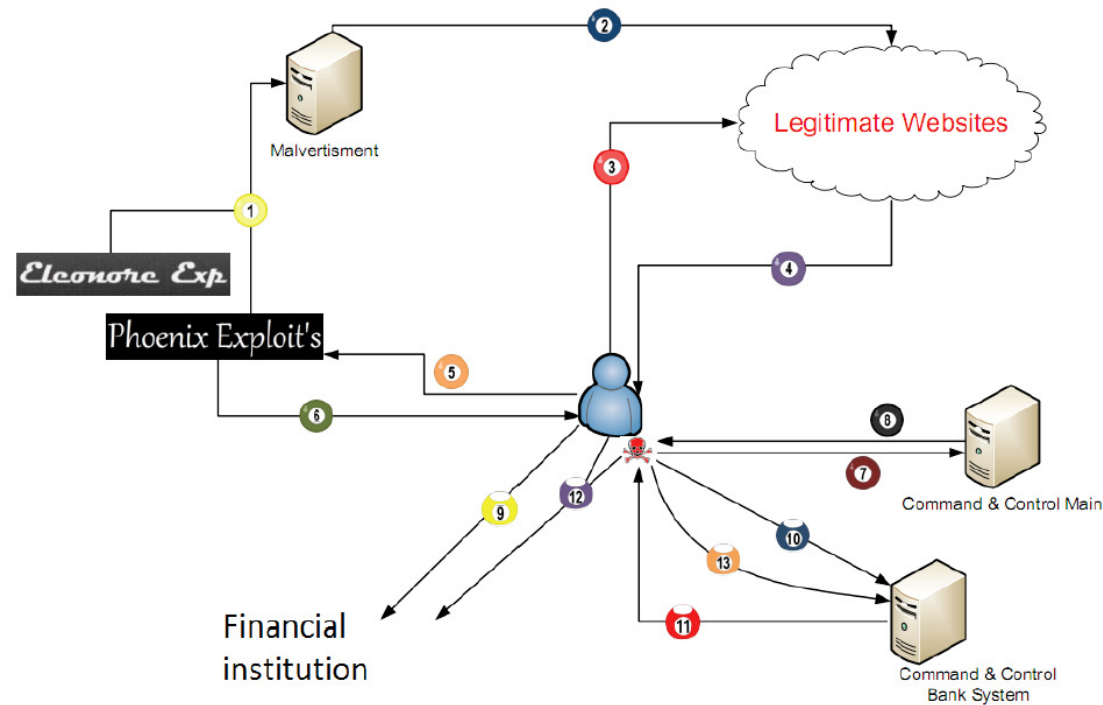 2
Malvertisment
Legitimate Websites
3
1
Eleonore Exp
4
Phoenix Exploit's
5
6
8
7
Command & Control Main
9
12
10
13
11
Financial
institution
Command & Control
Bank System